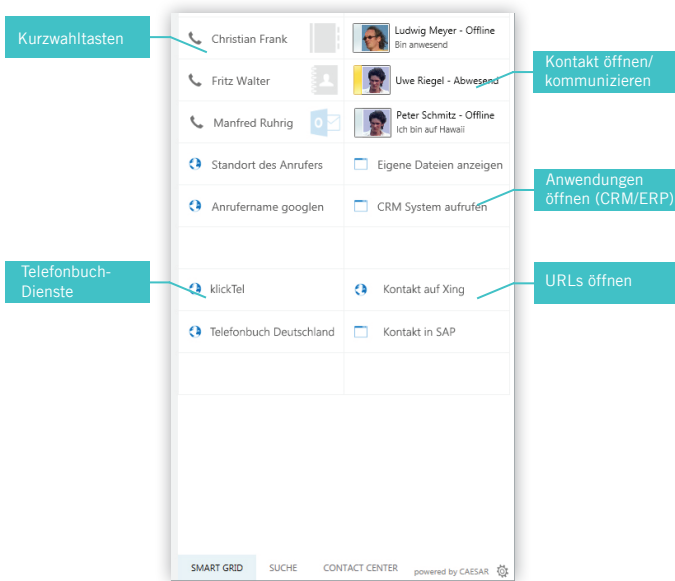 Kurzwahltasten
Christian Frank
Ludwig Meyer - Offline
Bin anwesend
Kontakt öffnen/
kommunizieren
Fritz Walter
Uwe Riegel - Abwesend
Manfred Ruhrig
Peter Schmitz - Offline
Ich bin auf Hawaii
Standort des Anrufers
Eigene Dateien anzeigen
Anwendungen
öffnen (CRM/ERP)
Anrufername googlen
CRM System aufrufen
Telefonbuch-
Dienste
klickTel
Kontakt auf Xing
URLs öffnen
Telefonbuch Deutschland
Kontakt in SAP
SMART GRID
SUCHE
CONTACT CENTER
powered by CAESAR